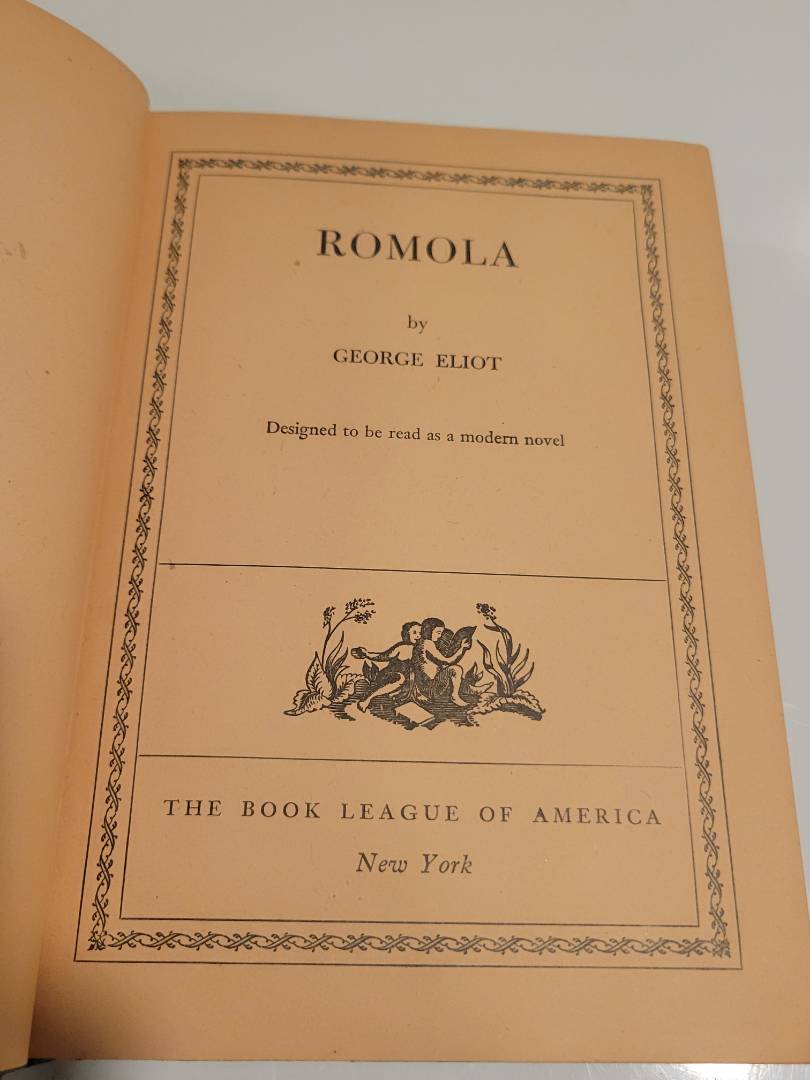 ROMOLA
by
GEORGE ELIOT
Designed to be read as a modern novel
THE BOOK LEAGUE OF AMERICA
New York